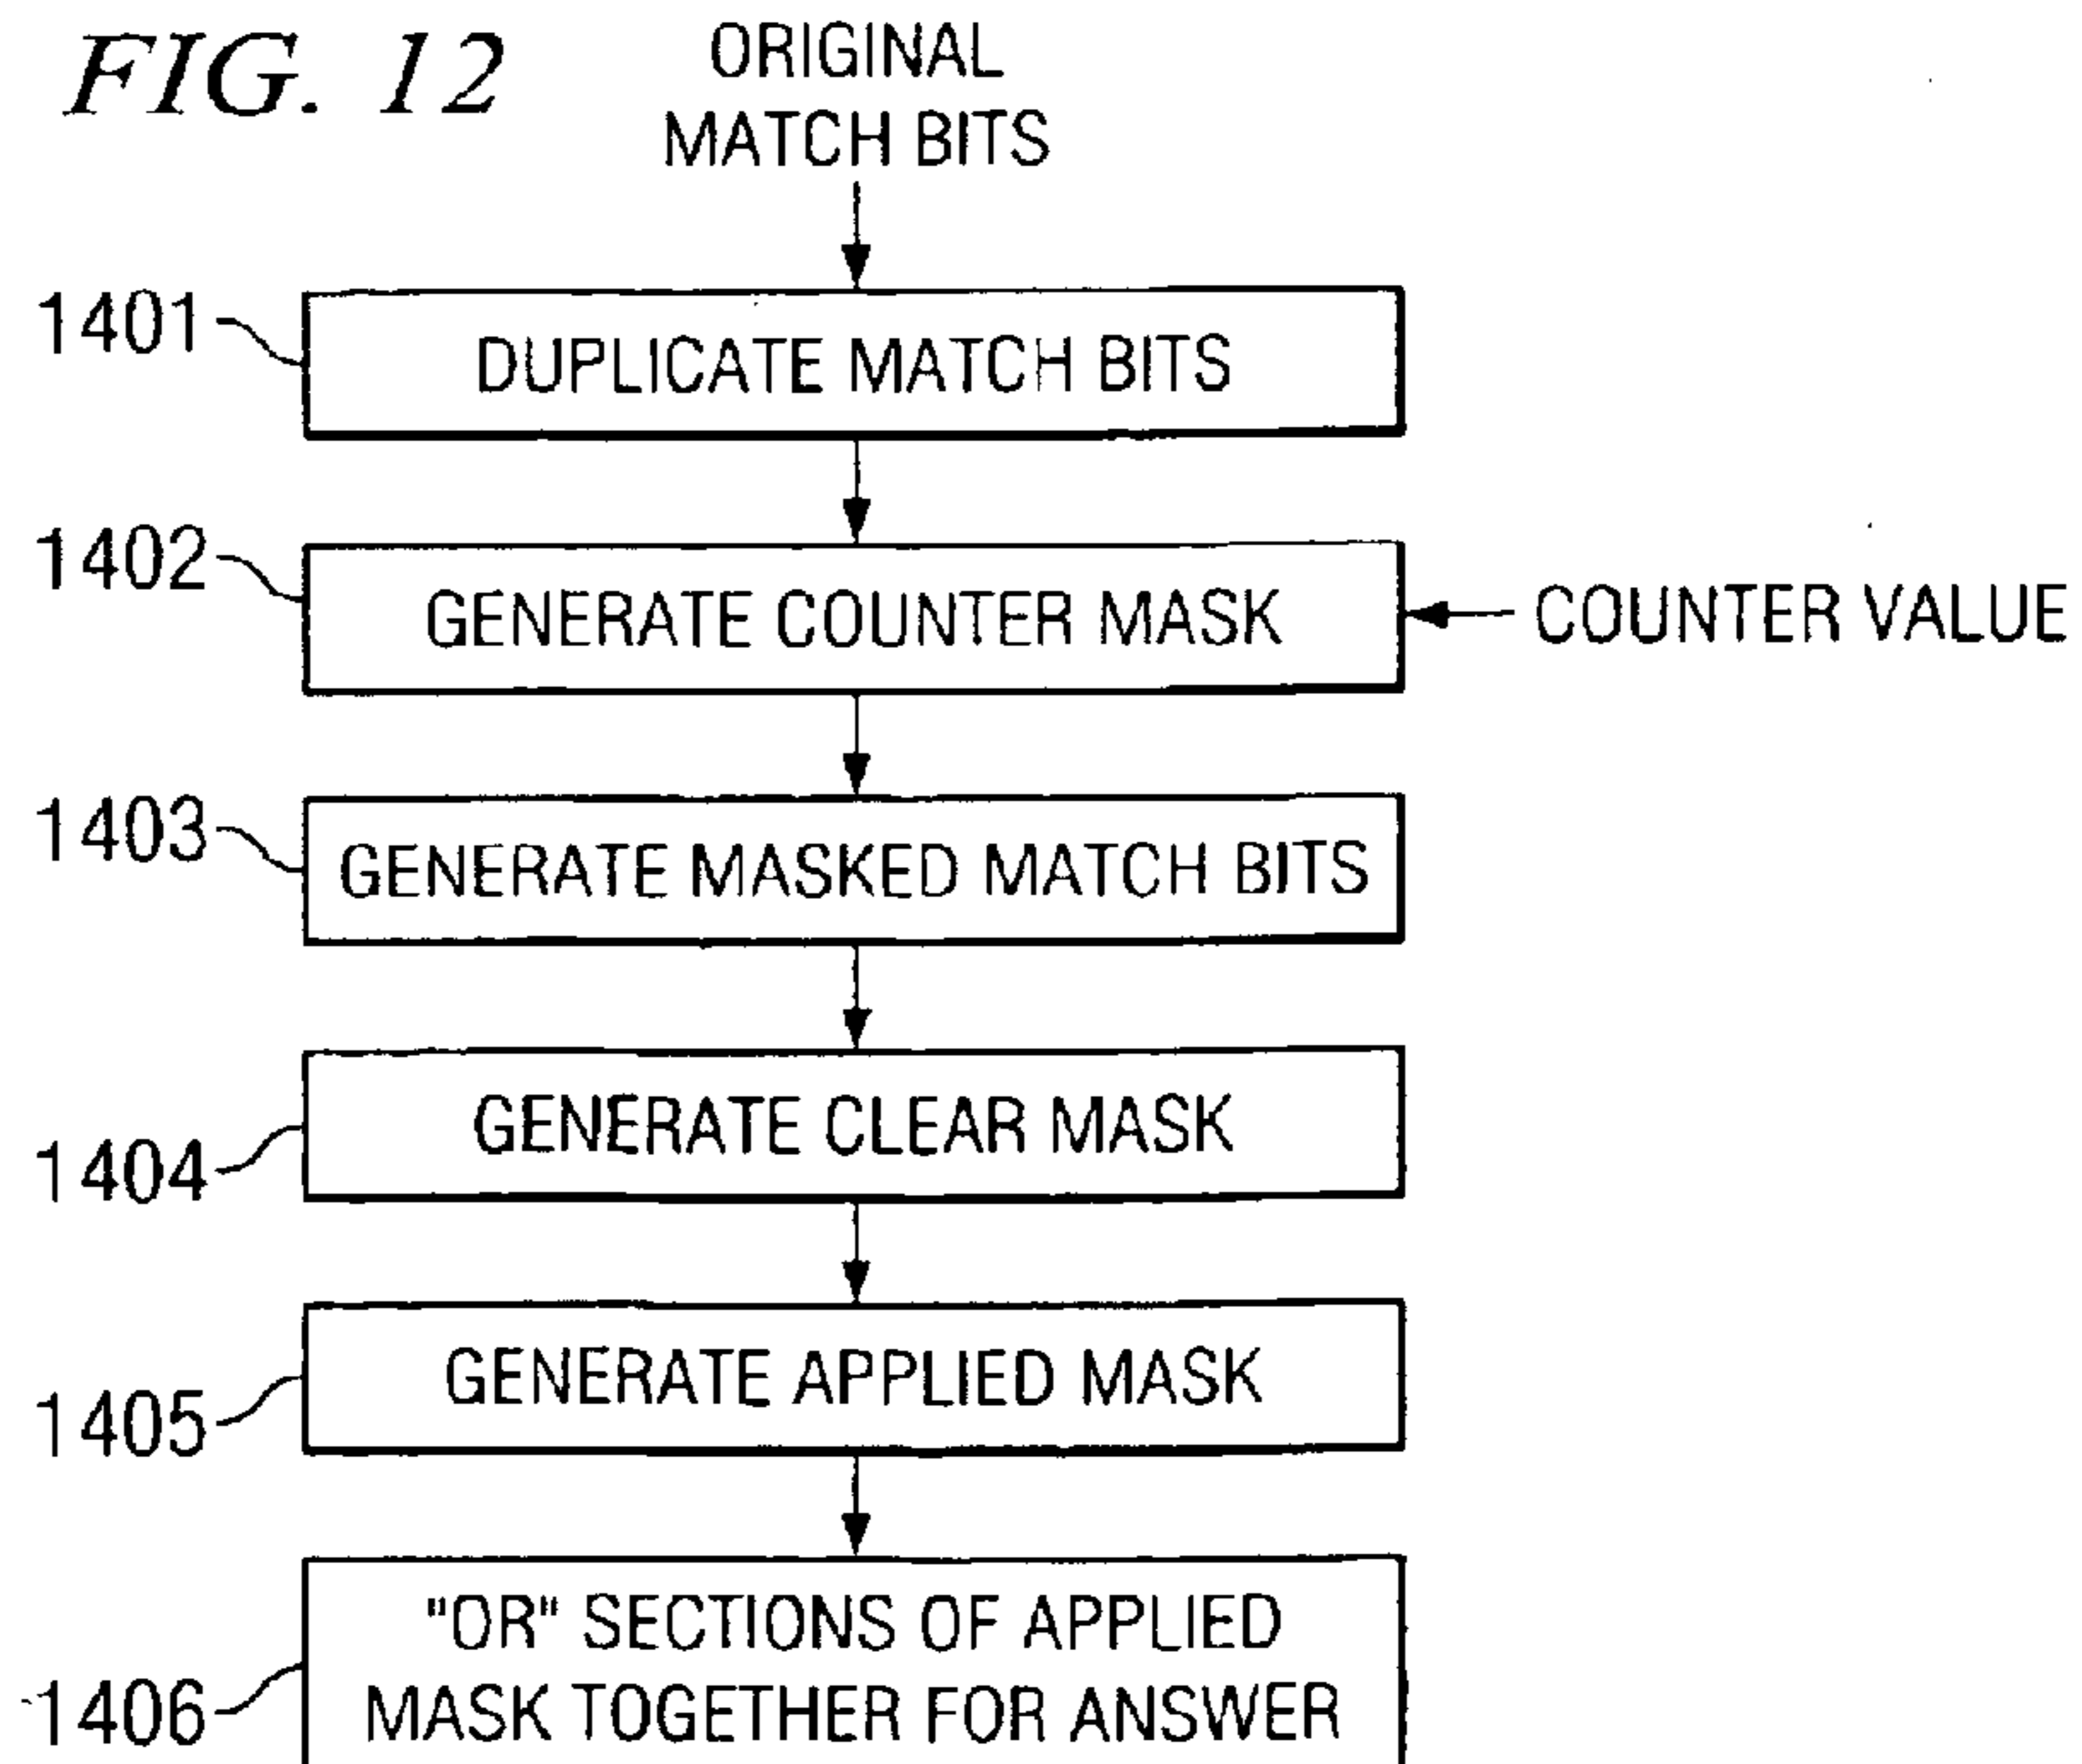 FIG. 12
ORIGINAL
MATCH BITS
1401
DUPLICATE MATCH BITS
1402
GENERATE COUNTER MASK
COUNTER VALUE
1403
GENERATE MASKED MATCH BITS
1404
GENERATE CLEAR MASK
1405
GENERATE APPLIED MASK
1406
"OR" SECTIONS OF APPLIED
MASK TOGETHER FOR ANSWER